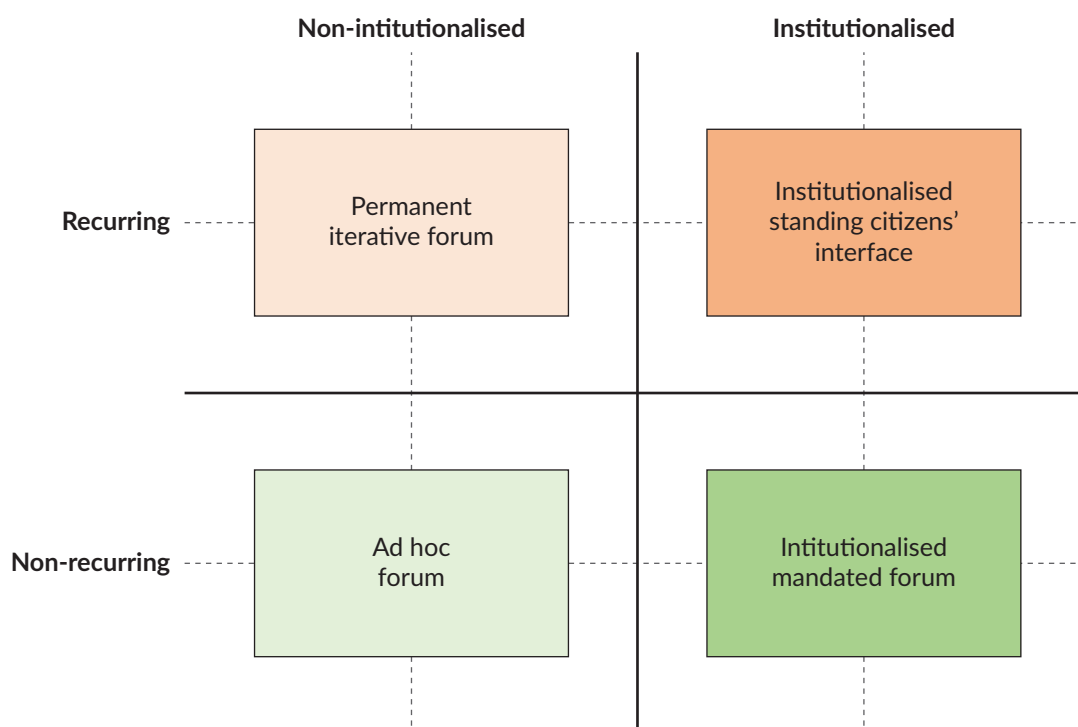 Non-intitutionalised
Institutionalised
Recurring
Permanent
iterative forum
Institutionalised
standing citizens’
interface
Non-recurring
Ad hoc
forum
Intitutionalised
mandated forum